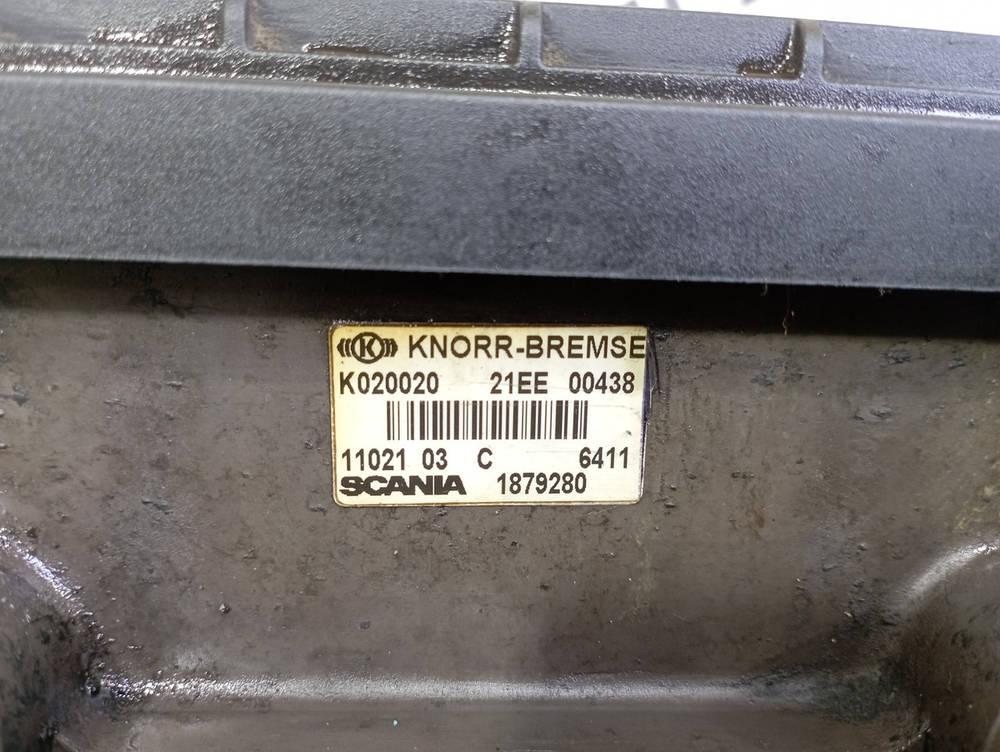 K KNORR-BREMSE
K020020 21EE 00438
11021 03 C 6411
SCANIA 1879280